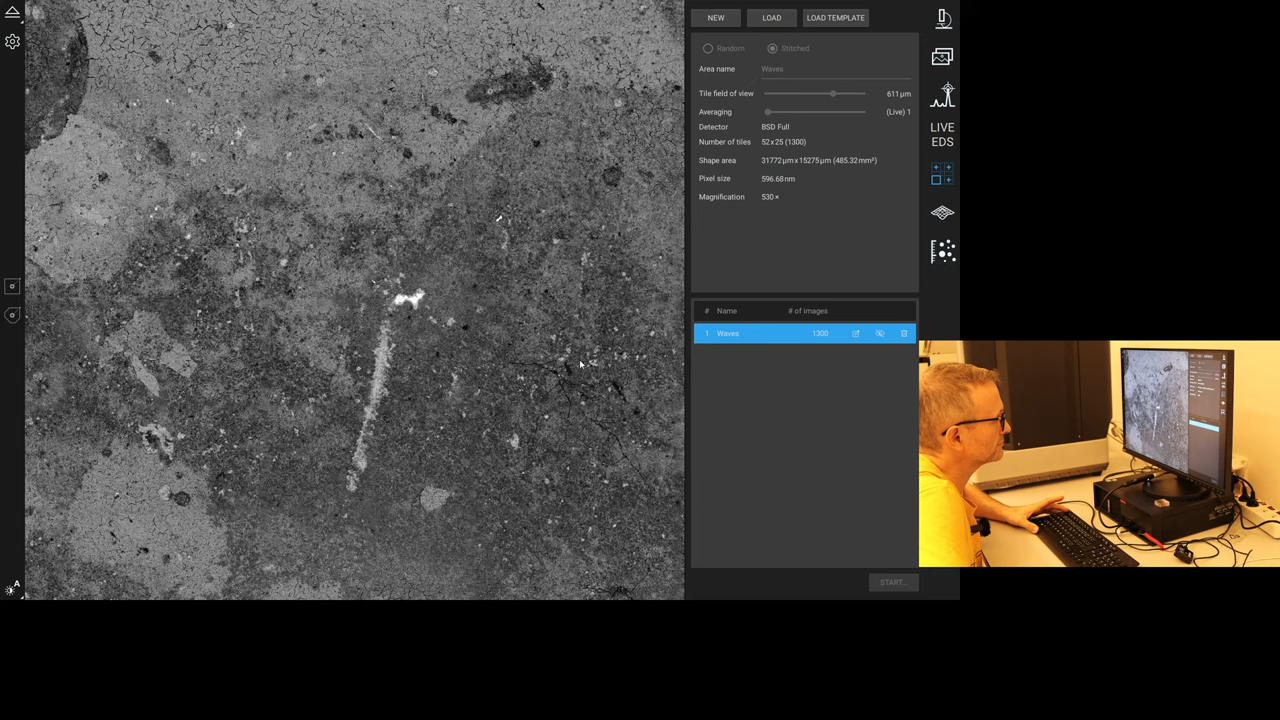 NEW LOAD LOAD TEMPLATE
Random Stitched
Area name Waves
Tile field of view 611 µm
Averaging (Live) 1
Detector BSD Full
Number of tiles 52 x 25 (1300)
Shape area 31772 µm x 15275 µm (485.32 mm²)
Pixel size 596.68 nm
Magnification 530 ×
LIVE
EDS
# Name # of images
1 Waves 1300
START...
A